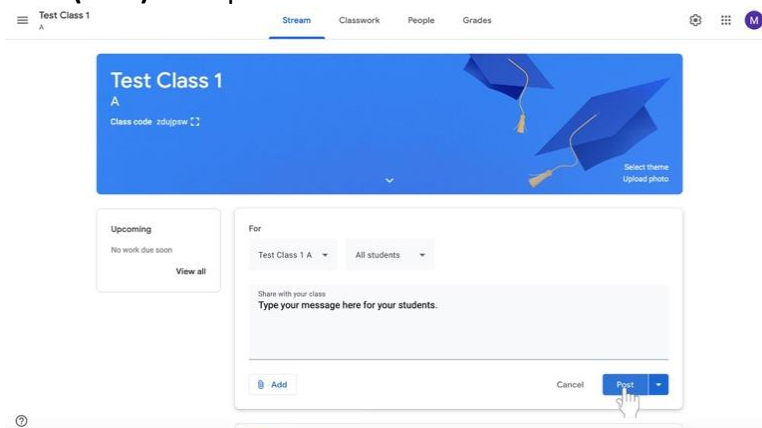 Test Class 1
A
Stream Classwork People Grades
M
Test Class 1
A
Class code zdujpsw
Select theme
Upload photo
Upcoming
No work due soon
View all
For
Test Class 1 A All students
Share with your class
Type your message here for your students.
Add Cancel Post